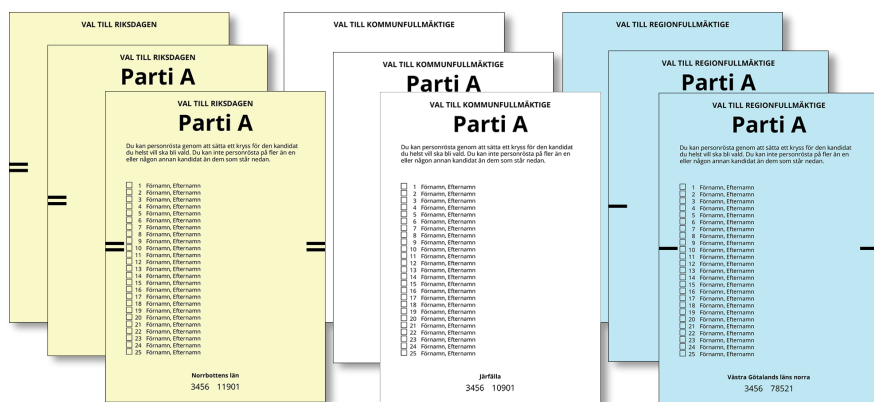 VAL TILL RIKSDAGEN
VAL TILL RIKSDAGEN
Parti A
VAL TILL RIKSDAGEN
Parti A
Du kan personrösta genom att sätta ett kryss för den kandidat
du helst vill ska bli vald. Du kan inte personrösta på fler än en
eller någon annan kandidat än dem som står nedan.
1 Förnamn, Efternamn
2 Förnamn, Efternamn
3 Förnamn, Efternamn
4 Förnamn, Efternamn
5 Förnamn, Efternamn
6 Förnamn, Efternamn
7 Förnamn, Efternamn
8 Förnamn, Efternamn
9 Förnamn, Efternamn
10 Förnamn, Efternamn
11 Förnamn, Efternamn
12 Förnamn, Efternamn
13 Förnamn, Efternamn
14 Förnamn, Efternamn
15 Förnamn, Efternamn
16 Förnamn, Efternamn
17 Förnamn, Efternamn
18 Förnamn, Efternamn
19 Förnamn, Efternamn
20 Förnamn, Efternamn
21 Förnamn, Efternamn
22 Förnamn, Efternamn
23 Förnamn, Efternamn
24 Förnamn, Efternamn
25 Förnamn, Efternamn
Norrbottens län
3456 11901
VAL TILL KOMMUNFULLMÄKTIGE
VAL TILL KOMMUNFULLMÄKTIGE
Parti A
VAL TILL KOMMUNFULLMÄKTIGE
Parti A
Du kan personrösta genom att sätta ett kryss för den kandidat
du helst vill ska bli vald. Du kan inte personrösta på fler än en
eller någon annan kandidat än dem som står nedan.
1 Förnamn, Efternamn
2 Förnamn, Efternamn
3 Förnamn, Efternamn
4 Förnamn, Efternamn
5 Förnamn, Efternamn
6 Förnamn, Efternamn
7 Förnamn, Efternamn
8 Förnamn, Efternamn
9 Förnamn, Efternamn
10 Förnamn, Efternamn
11 Förnamn, Efternamn
12 Förnamn, Efternamn
13 Förnamn, Efternamn
14 Förnamn, Efternamn
15 Förnamn, Efternamn
16 Förnamn, Efternamn
17 Förnamn, Efternamn
18 Förnamn, Efternamn
19 Förnamn, Efternamn
20 Förnamn, Efternamn
21 Förnamn, Efternamn
22 Förnamn, Efternamn
23 Förnamn, Efternamn
24 Förnamn, Efternamn
25 Förnamn, Efternamn
Järfälla
3456 10901
VAL TILL REGIONFULLMÄKTIGE
VAL TILL REGIONFULLMÄKTIGE
Parti A
VAL TILL REGIONFULLMÄKTIGE
Parti A
Du kan personrösta genom att sätta ett kryss för den kandidat
du helst vill ska bli vald. Du kan inte personrösta på fler än en
eller någon annan kandidat än dem som står nedan.
1 Förnamn, Efternamn
2 Förnamn, Efternamn
3 Förnamn, Efternamn
4 Förnamn, Efternamn
5 Förnamn, Efternamn
6 Förnamn, Efternamn
7 Förnamn, Efternamn
8 Förnamn, Efternamn
9 Förnamn, Efternamn
10 Förnamn, Efternamn
11 Förnamn, Efternamn
12 Förnamn, Efternamn
13 Förnamn, Efternamn
14 Förnamn, Efternamn
15 Förnamn, Efternamn
16 Förnamn, Efternamn
17 Förnamn, Efternamn
18 Förnamn, Efternamn
19 Förnamn, Efternamn
20 Förnamn, Efternamn
21 Förnamn, Efternamn
22 Förnamn, Efternamn
23 Förnamn, Efternamn
24 Förnamn, Efternamn
25 Förnamn, Efternamn
Västra Götalands läns norra
3456 78521